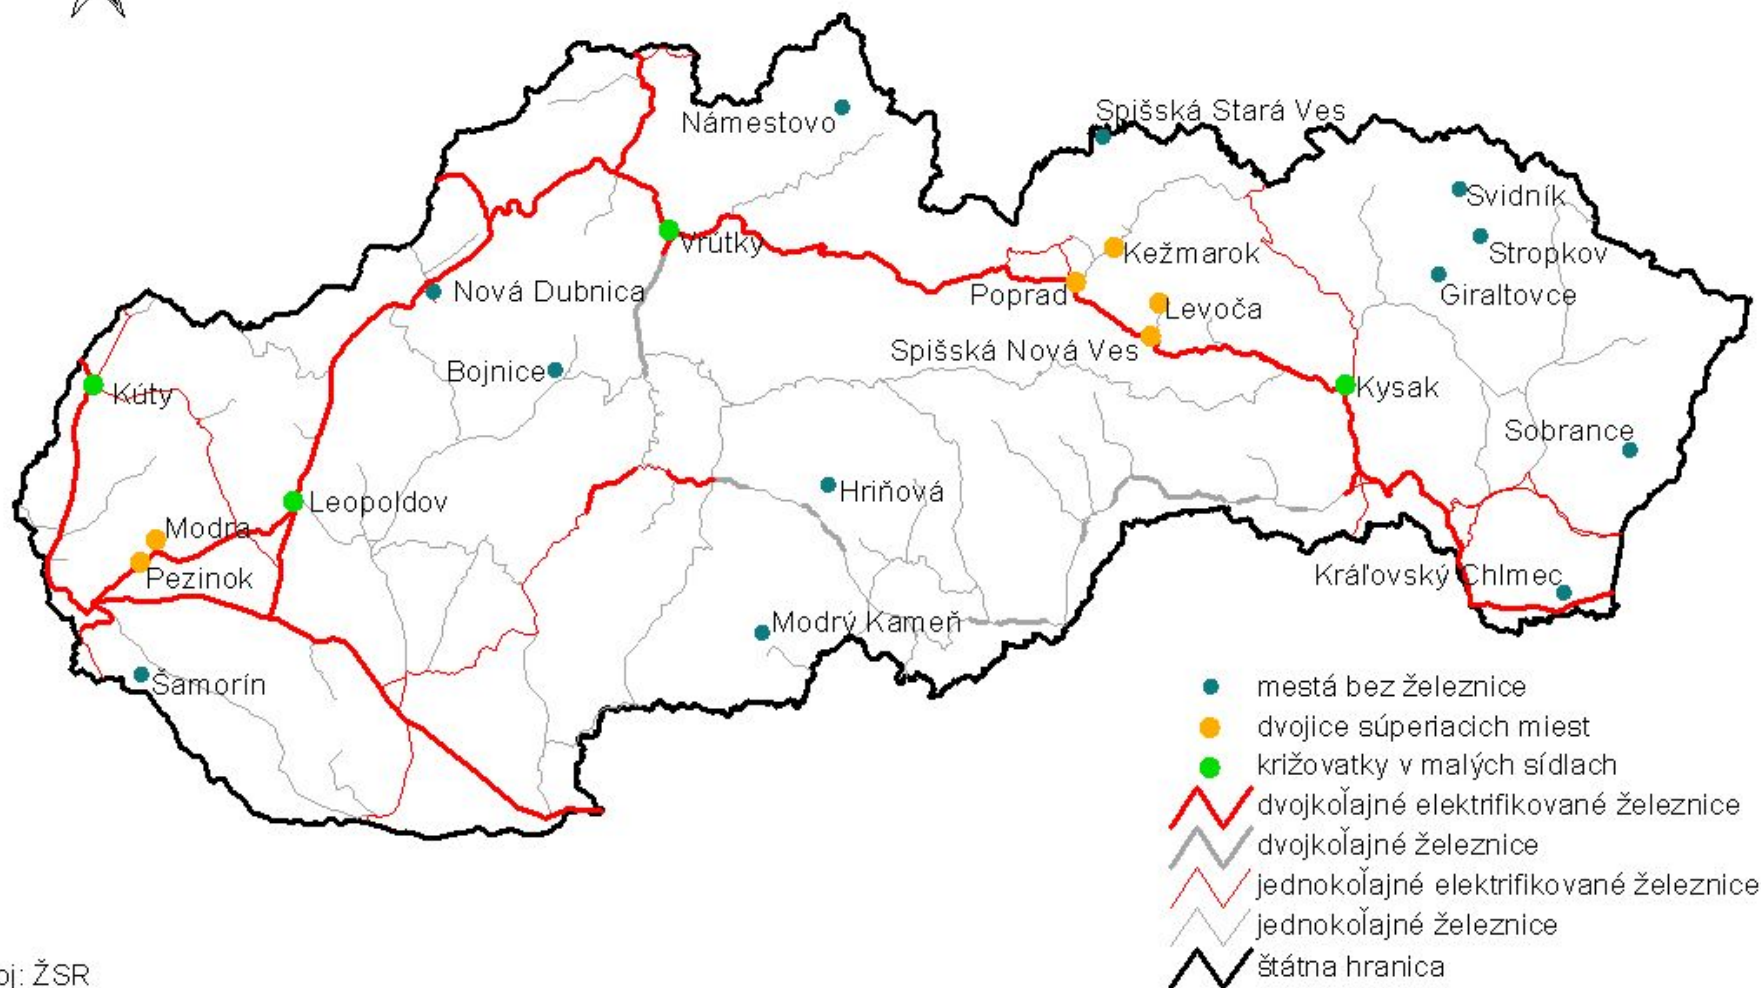 Námestovo
Spišská Stará Ves
Svidník
Stropkov
Vrútky
Kežmarok
Giraltovce
Nová Dubnica
Poprad
Levoča
Spišská Nová Ves
Bojnice
Kúty
Kysak
Sobrance
Hriňová
Leopoldov
Modra
Pezinok
Kráľovský Chlmec
Modrý Kameň
Šamorín
mestá bez železnice
dvojice súperiacich miest
križovatky v malých sídlach
dvojkoľajné elektrifikované železnice
dvojkoľajné železnice
jednokoľajné elektrifikované železnice
jednokoľajné železnice
štátna hranica
oj: ŽSR